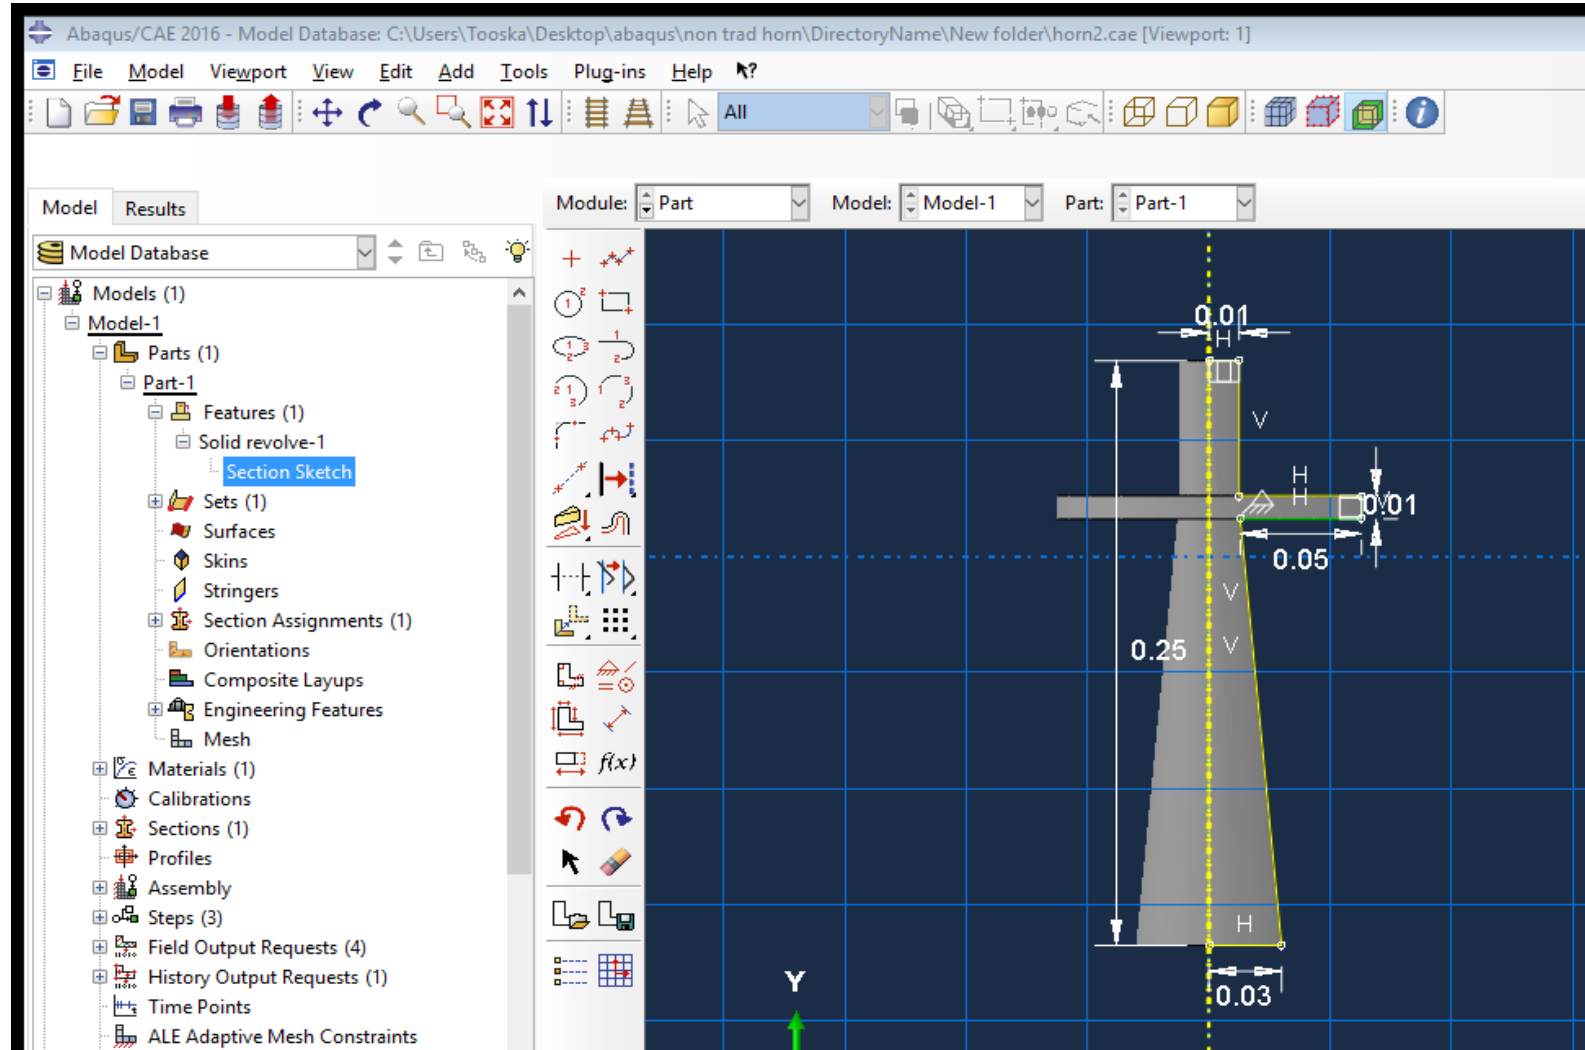 Abaqus/CAE 2016 - Model Database: C:\Users\Tooska\Desktop\abaqus\non trad horn\DirectoryName\New folder\horn2.cae [Viewport: 1]
File Model Viewport View Edit Add Tools Plug-ins Help ?
All
Model Results
Module: Part Model: Model-1 Part: Part-1
Model Database
Models (1)
Model-1
Parts (1)
Part-1
Features (1)
Solid revolve-1
Section Sketch
Sets (1)
Surfaces
Skins
Stringers
Section Assignments (1)
Orientations
Composite Layups
Engineering Features
Mesh
Materials (1)
Calibrations
Sections (1)
Profiles
Assembly
Steps (3)
Field Output Requests (4)
History Output Requests (1)
Time Points
ALE Adaptive Mesh Constraints
f(x)
0.01
H
V
H
H
0.01
0.05
V
0.25
V
H
0.03
Y